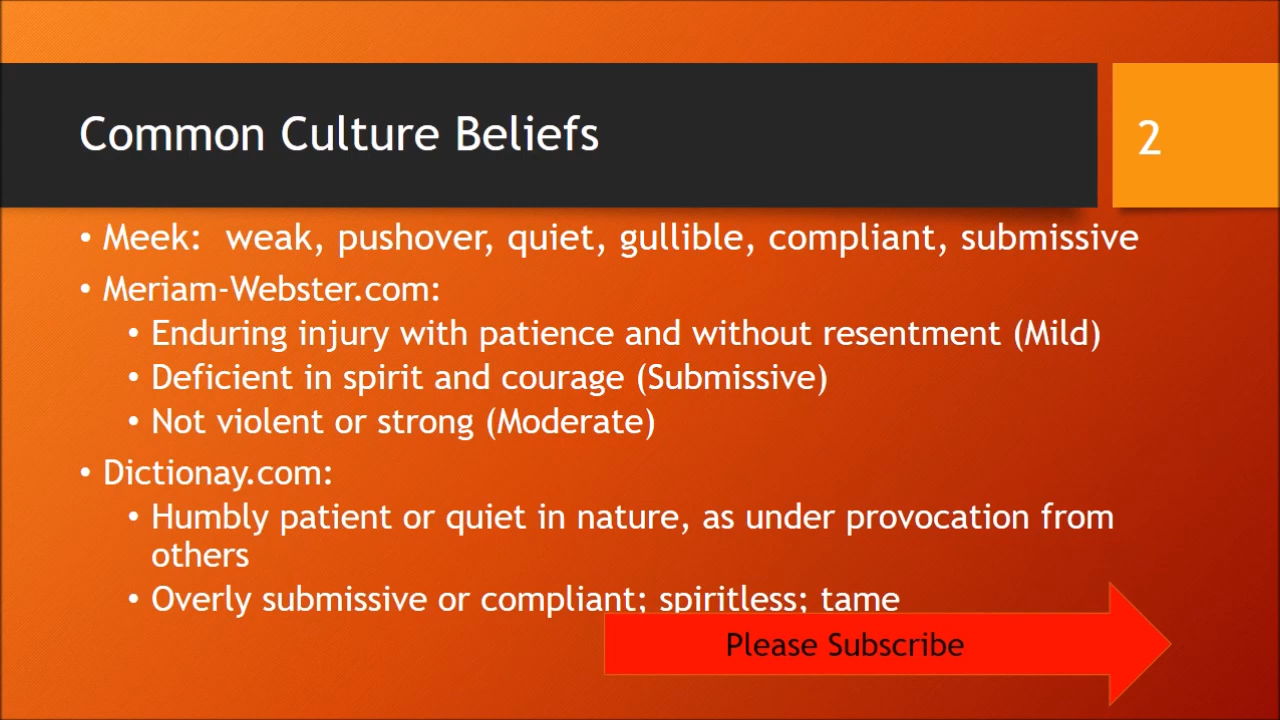 Common Culture Beliefs
2
• Meek:  weak, pushover, quiet, gullible, compliant, submissive
• Meriam-Webster.com:
• Enduring injury with patience and without resentment (Mild)
• Deficient in spirit and courage (Submissive)
• Not violent or strong (Moderate)
• Dictionay.com:
• Humbly patient or quiet in nature, as under provocation from
others
• Overly submissive or compliant; spiritless; tame
Please Subscribe